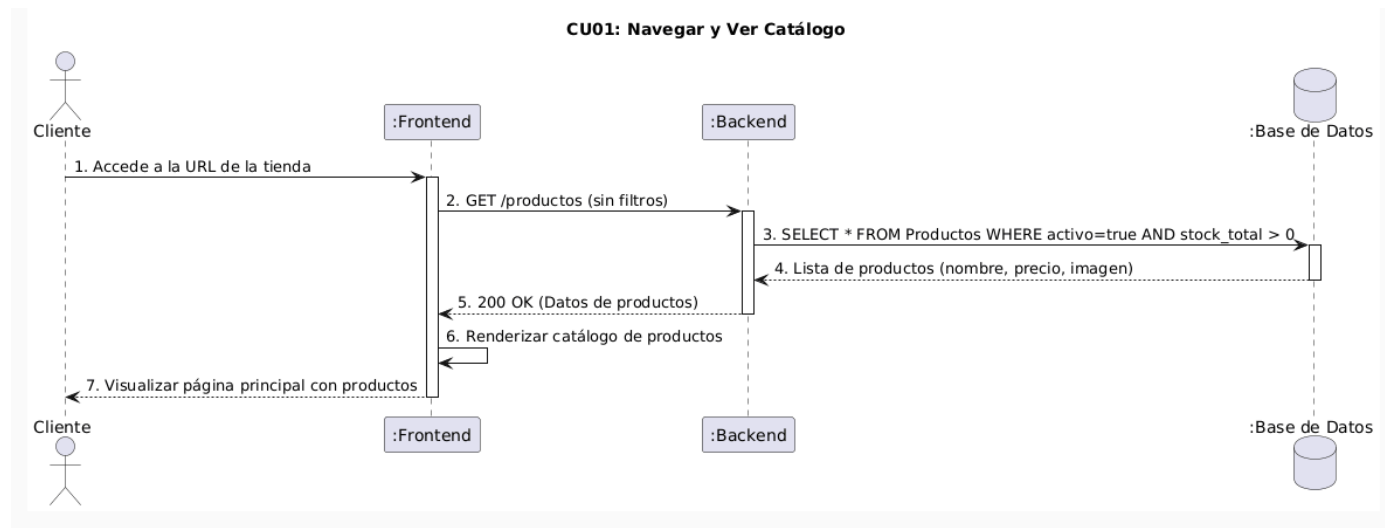 CU01: Navegar y Ver Catálogo
Cliente
:Frontend
:Backend
:Base de Datos
1. Accede a la URL de la tienda
2. GET /productos (sin filtros)
3. SELECT * FROM Productos WHERE activo=true AND stock_total > 0
4. Lista de productos (nombre, precio, imagen)
5. 200 OK (Datos de productos)
6. Renderizar catálogo de productos
7. Visualizar página principal con productos
Cliente
:Frontend
:Backend
:Base de Datos